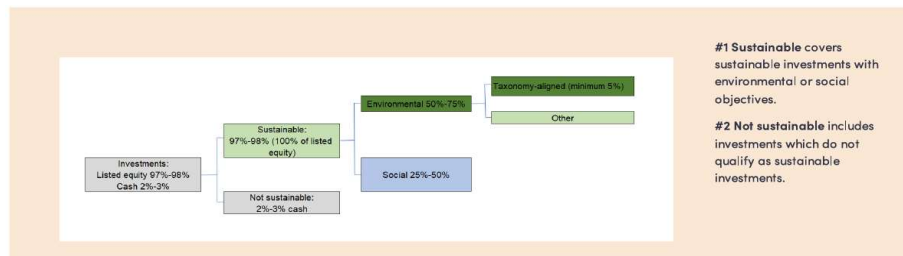 Investments:
Listed equity 97%-98%
Cash 2%-3%
Sustainable:
97%-98% (100% of listed
equity)
Not sustainable:
2%-3% cash
Environmental 50%-75%
Social 25%-50%
Taxonomy-aligned (minimum 5%)
Other
#1 Sustainable covers
sustainable investments with
environmental or social
objectives.
#2 Not sustainable includes
investments which do not
qualify as sustainable
investments.